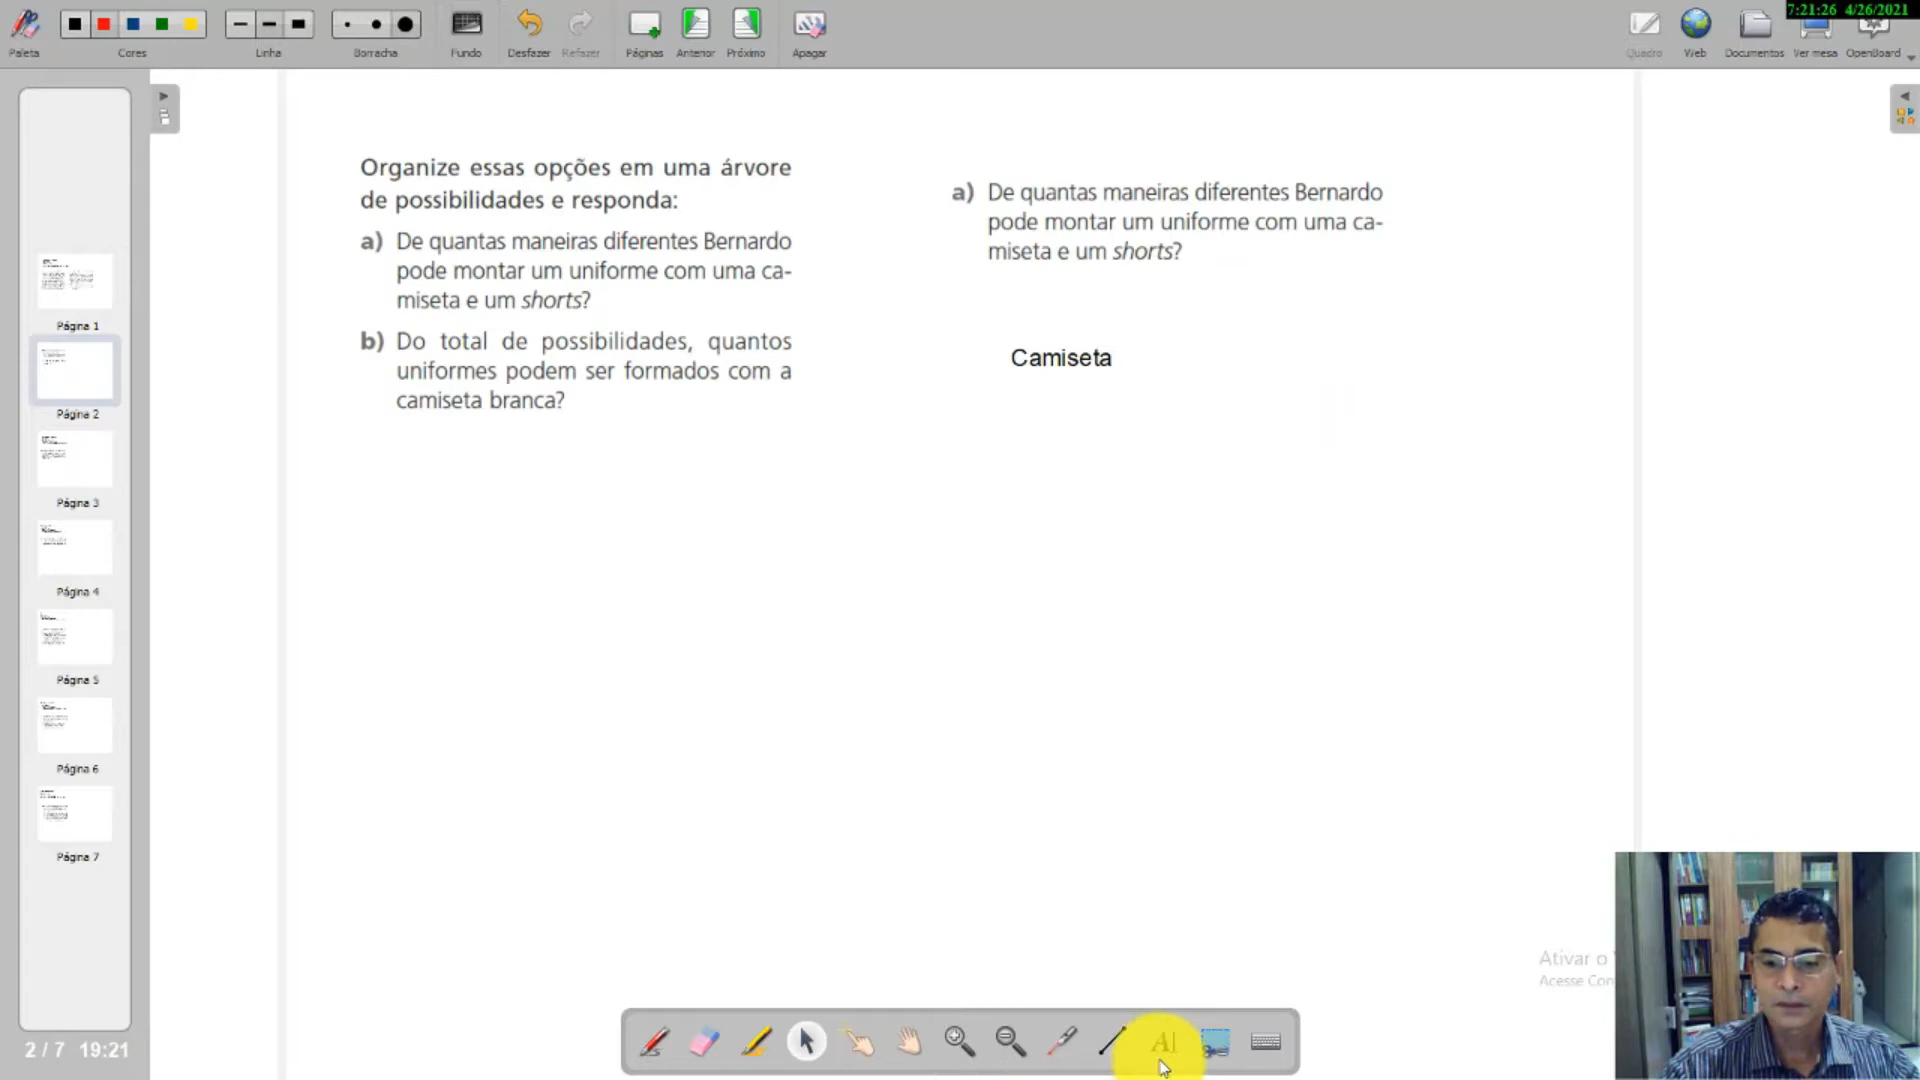 7:21:26 4/26/2021
Paleta
Cores
Linha
Borracha
Fundo
Desfazer
Refazer
Páginas
Anterior
Próximo
Apagar
Quadro
Web
Documentos
Ver mesa
OpenBoard
Organize essas opções em uma árvore
de possibilidades e responda:
a) De quantas maneiras diferentes Bernardo
pode montar um uniforme com uma ca-
miseta e um shorts?
b) Do total de possibilidades, quantos
uniformes podem ser formados com a
camiseta branca?
a) De quantas maneiras diferentes Bernardo
pode montar um uniforme com uma ca-
miseta e um shorts?
Camiseta
Página 1
Página 2
Página 3
Página 4
Página 5
Página 6
Página 7
2 / 7 19:21
Ativar o
Acesse Con
AI